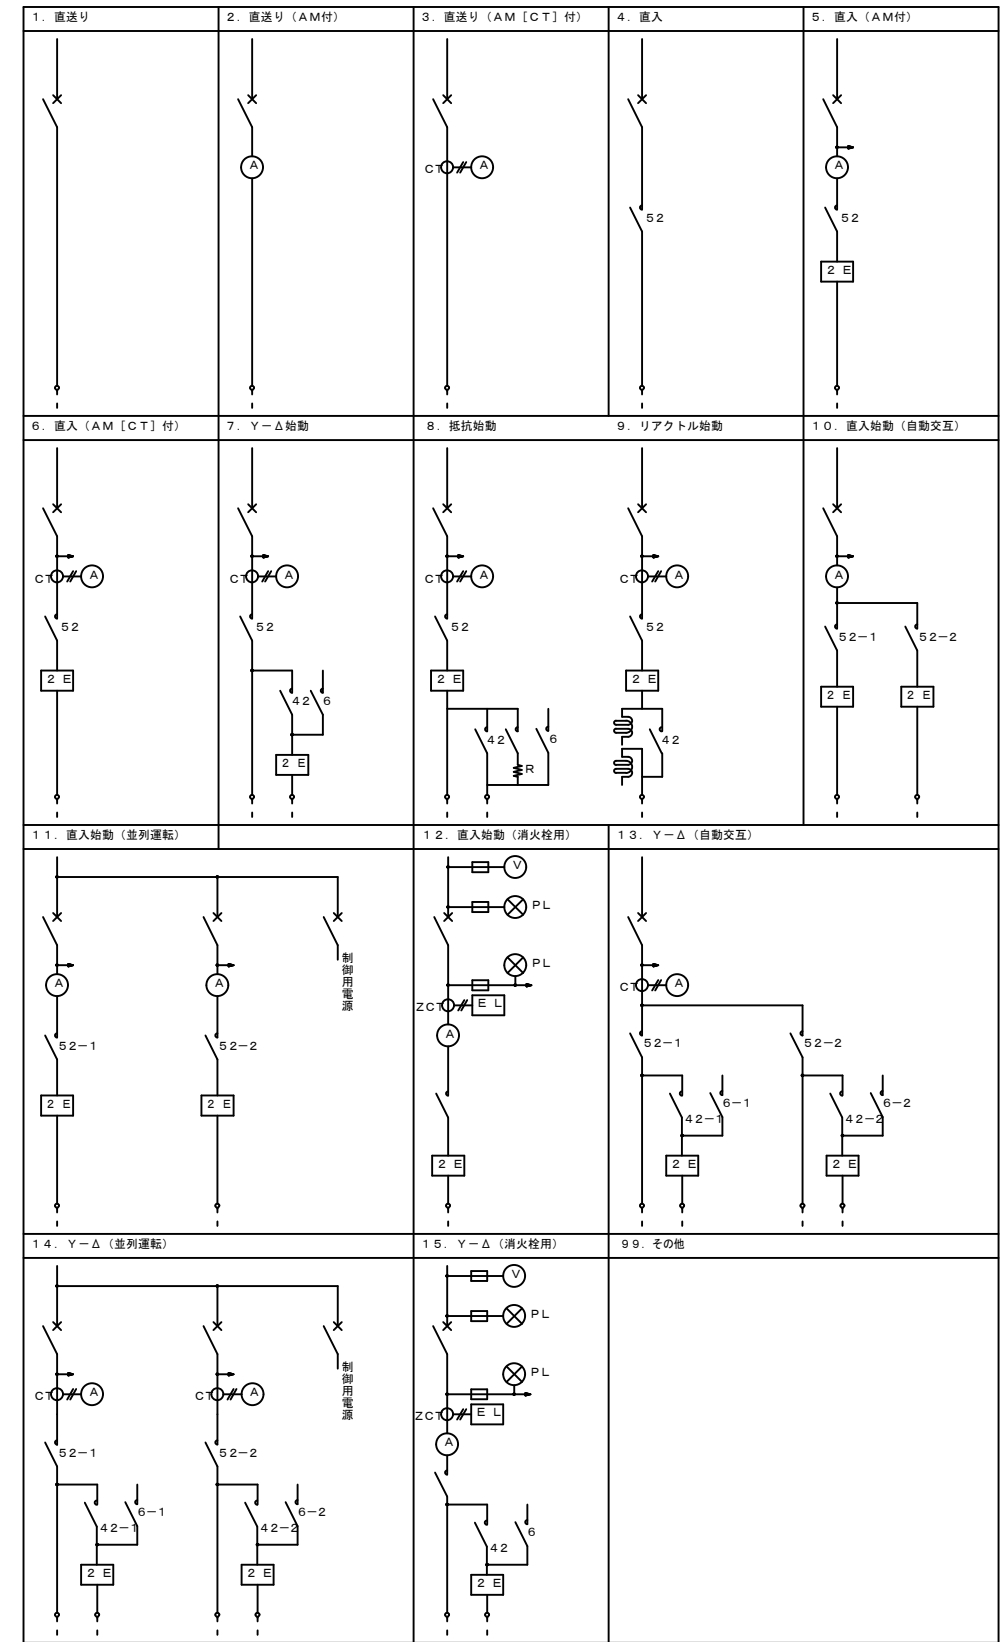 1．直送り
2．直送り（AM付）
3．直送り（AM［CT］付）
4．直入
5．直入（AM付）
A
CT A
52
A
52
2E
6．直入（AM［CT］付）
7．Y－Δ始動
8．抵抗始動
9．リアクトル始動
10．直入始動（自動交互）
CT A
52
2E
CT A
52
42 6
2E
CT A
52
2E
42 6
R
CT A
52
2E
42
A
52－1 52－2
2E 2E
11．直入始動（並列運転）
12．直入始動（消火栓用）
13．Y－Δ（自動交互）
制御用電源
A A
52－1 52－2
2E 2E
V
PL
PL
ZCT EL
A
2E
CT A
52－1 52－2
6－1 6－2
42－1 42－2
2E 2E
14．Y－Δ（並列運転）
15．Y－Δ（消火栓用）
99．その他
制御用電源
CT A CT A
52－1 52－2
6－1 6－2
42－1 42－2
2E 2E
V
PL
PL
ZCT EL
A
6
42
2E